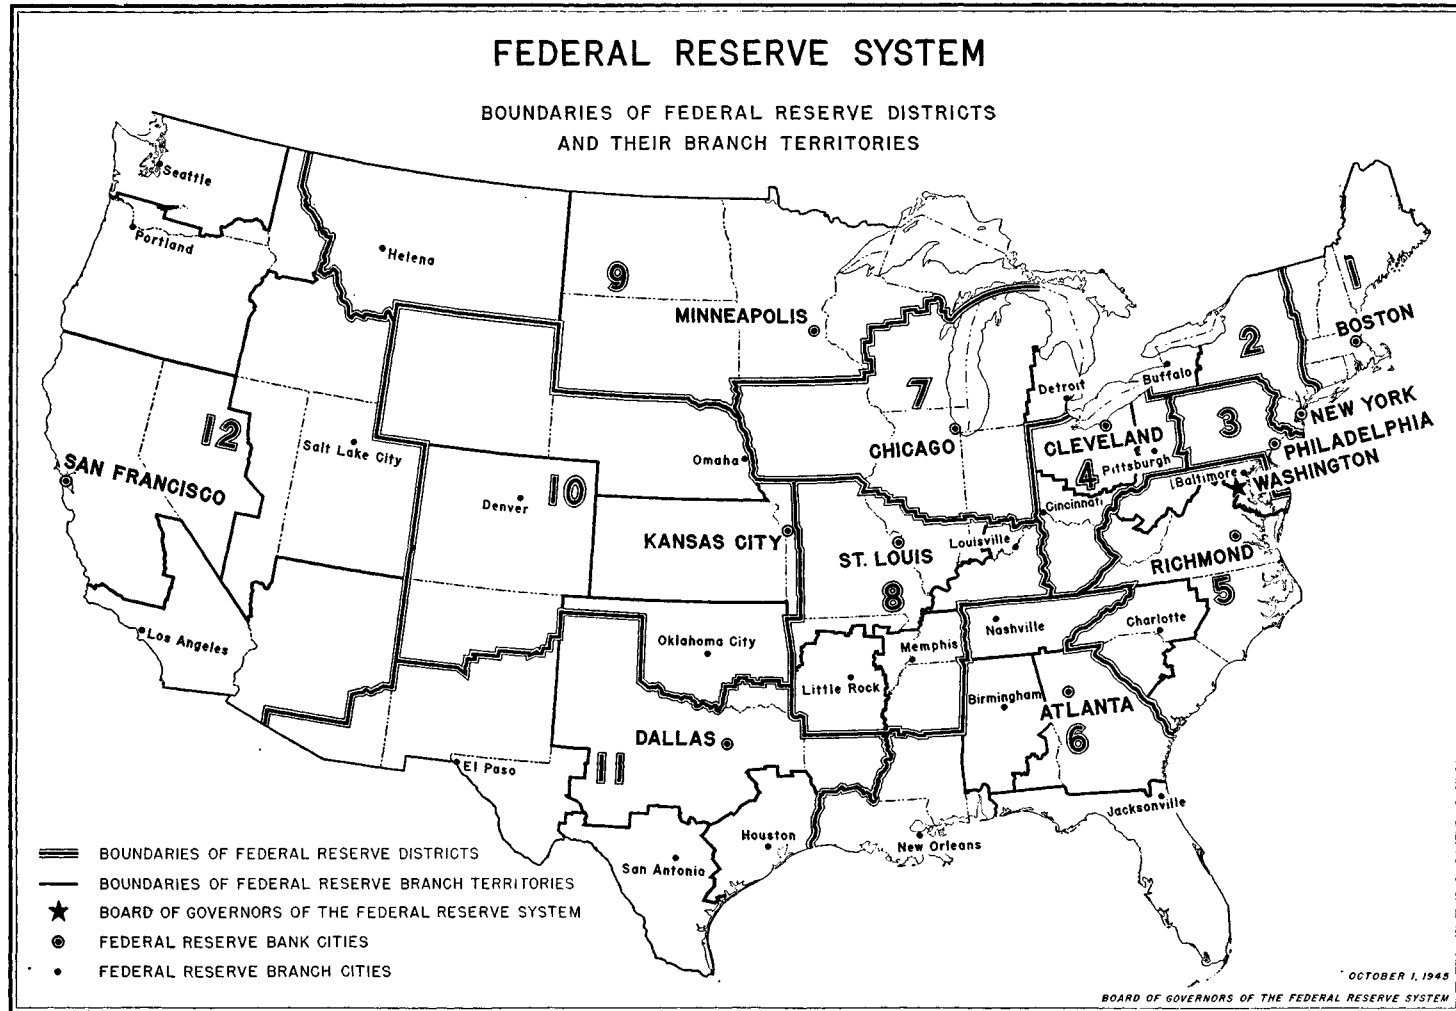 FEDERAL RESERVE SYSTEM
BOUNDARIES OF FEDERAL RESERVE DISTRICTS
AND THEIR BRANCH TERRITORIES
Seattle
Portland
Helena
9
MINNEAPOLIS
1
BOSTON
2
Buffalo
7
Detroit
CHICAGO
CLEVELAND
4
Pittsburgh
3
NEW YORK
PHILADELPHIA
WASHINGTON
Baltimore
Cincinnati
12
SAN FRANCISCO
Salt Lake City
Omaha
Denver
10
KANSAS CITY
ST. LOUIS
Louisville
8
RICHMOND
5
Los Angeles
Oklahoma City
Memphis
Nashville
Charlotte
Little Rock
Birmingham
ATLANTA
6
DALLAS
11
El Paso
Houston
San Antonio
New Orleans
Jacksonville
BOUNDARIES OF FEDERAL RESERVE DISTRICTS
BOUNDARIES OF FEDERAL RESERVE BRANCH TERRITORIES
BOARD OF GOVERNORS OF THE FEDERAL RESERVE SYSTEM
FEDERAL RESERVE BANK CITIES
FEDERAL RESERVE BRANCH CITIES
OCTOBER 1, 1945
BOARD OF GOVERNORS OF THE FEDERAL RESERVE SYSTEM